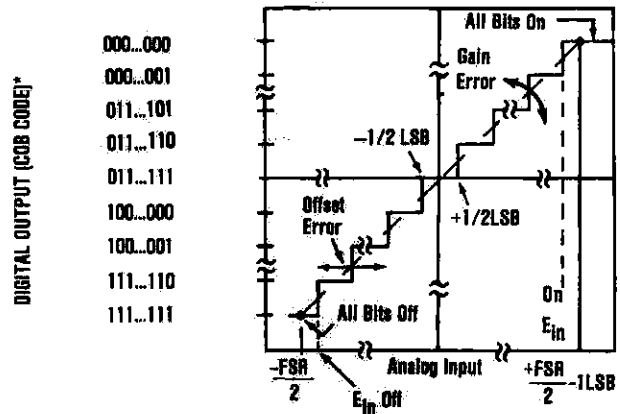 DIGITAL OUTPUT (COB CODE)*
000...000
000...001
011...101
011...110
011...111
100...000
100...001
111...110
111...111
All Bits On
Gain
Error
−1/2 LSB
+1/2LSB
Offset
Error
On
E_in
All Bits Off
−FSR
2
Analog Input
+FSR
2
−1LSB
E_in Off